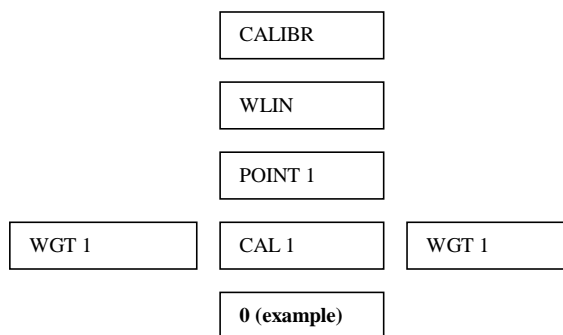 CALIBR
WLIN
POINT 1
WGT 1 CAL 1 WGT 1
0 (example)